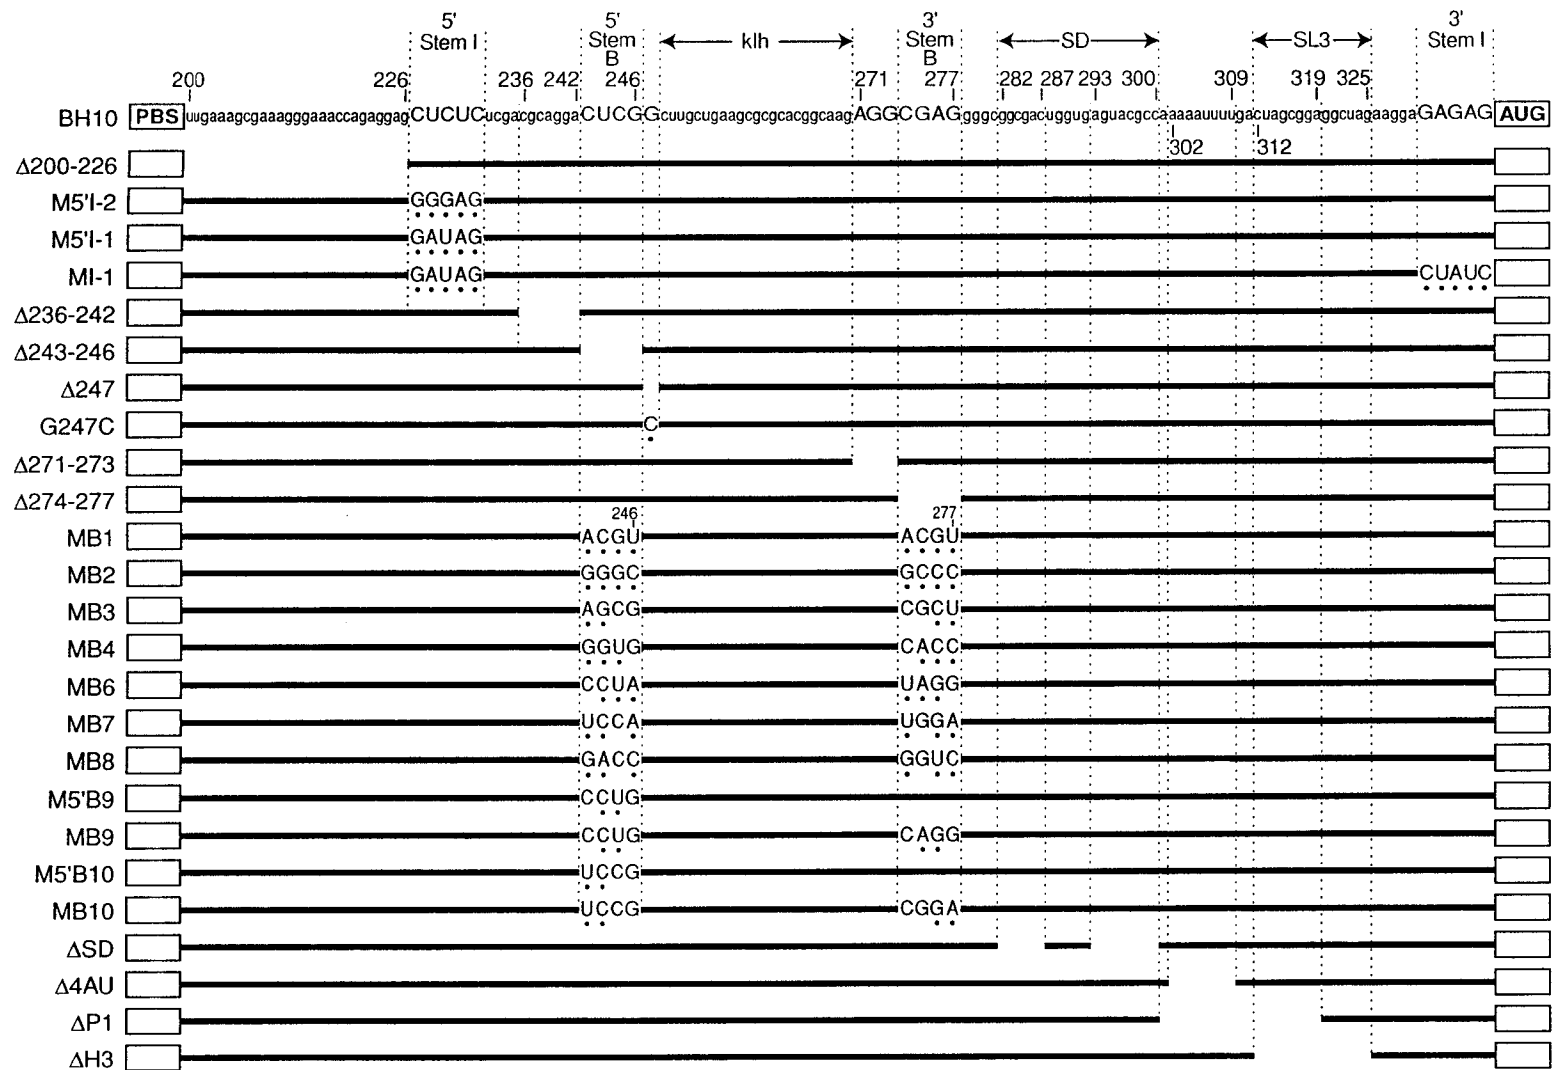 5' 5' 3' 3'
Stem I Stem B klh Stem B SD SL3 Stem I
200 226 236 242 246 271 277 282 287 293 300 309 319 325
BH10 PBS uugaaagcgaaagggaaaccagaggagCUCUCucgacgcaggaCUCGGcuugcugaagcgcgcacggcaagAGGCGAGgggcggcgacuggugaguacgccaaaaauuuugacuagcggaggcuagaaggaGAGAG AUG
302 312
Δ200-226
M5'I-2 GGGAG
M5'I-1 GAUAG
MI-1 GAUAG CUAUC
Δ236-242
Δ243-246
Δ247
G247C C
Δ271-273
Δ274-277
246 277
MB1 ACGU ACGU
MB2 GGGC GCCC
MB3 AGCG CGCU
MB4 GGUG CACC
MB6 CCUA UAGG
MB7 UCCA UGGA
MB8 GACC GGUC
M5'B9 CCUG
MB9 CCUG CAGG
M5'B10 UCCG
MB10 UCCG CGGA
ΔSD
Δ4AU
ΔP1
ΔH3